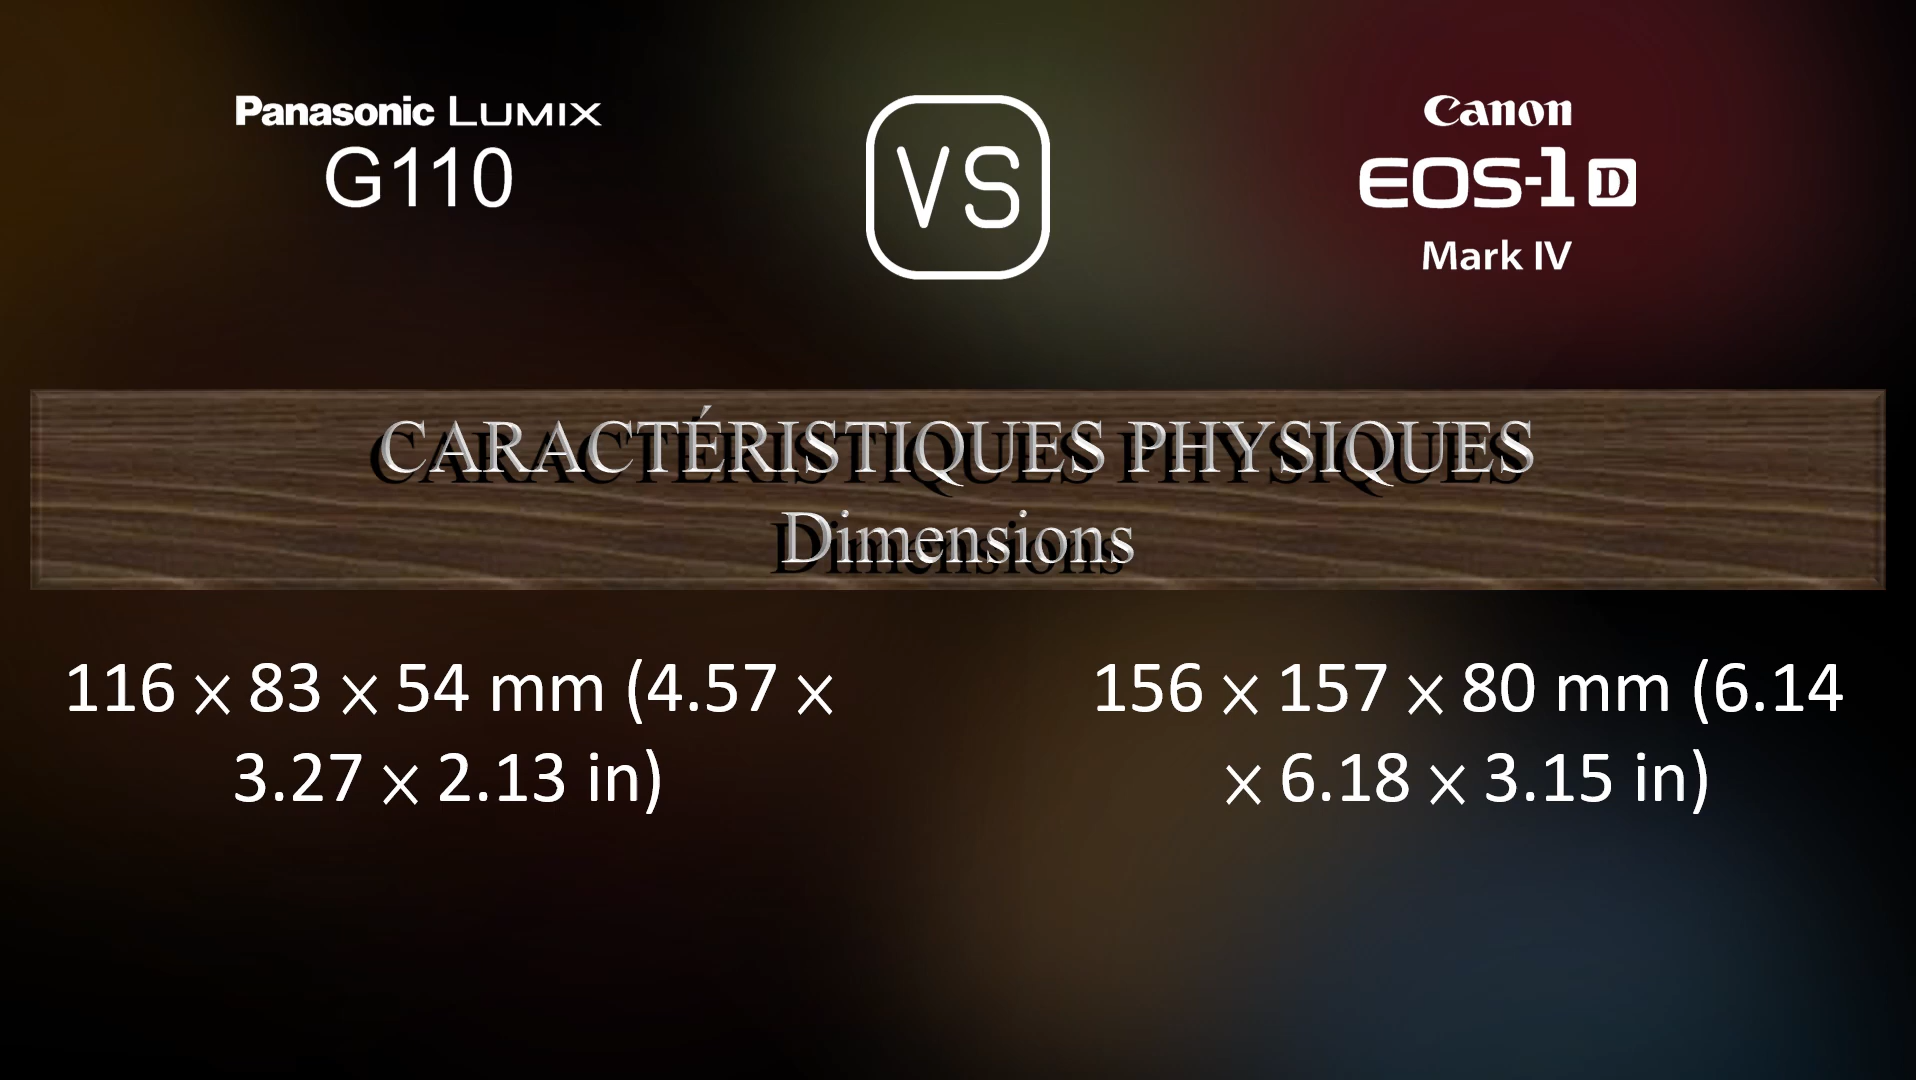 Panasonic LUMIX
G110
VS
Canon
EOS-1D
Mark IV
CARACTÉRISTIQUES PHYSIQUES
Dimensions
116 x 83 x 54 mm (4.57 x
3.27 x 2.13 in)
156 x 157 x 80 mm (6.14
x 6.18 x 3.15 in)